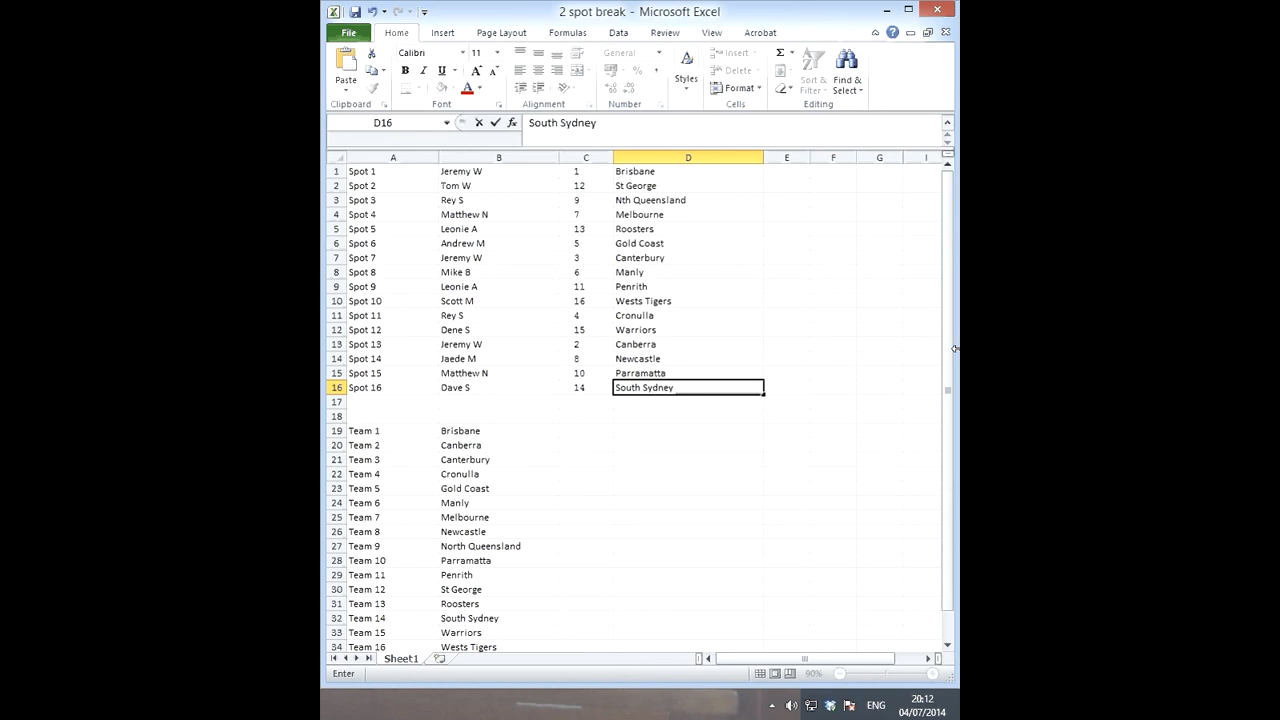 2 spot break - Microsoft Excel
File Home Insert Page Layout Formulas Data Review View Acrobat
Calibri 11 General Insert Σ
Paste B I U A A % Styles Delete Sort & Find &
Format Filter Select
Clipboard Font Alignment Number Cells Editing
D16 fx South Sydney
A B C D E F G I
1 Spot 1 Jeremy W 1 Brisbane
2 Spot 2 Tom W 12 St George
3 Spot 3 Rey S 9 Nth Queensland
4 Spot 4 Matthew N 7 Melbourne
5 Spot 5 Leonie A 13 Roosters
6 Spot 6 Andrew M 5 Gold Coast
7 Spot 7 Jeremy W 3 Canterbury
8 Spot 8 Mike B 6 Manly
9 Spot 9 Leonie A 11 Penrith
10 Spot 10 Scott M 16 Wests Tigers
11 Spot 11 Rey S 4 Cronulla
12 Spot 12 Dene S 15 Warriors
13 Spot 13 Jeremy W 2 Canberra
14 Spot 14 Jaede M 8 Newcastle
15 Spot 15 Matthew N 10 Parramatta
16 Spot 16 Dave S 14 South Sydney
17
18
19 Team 1 Brisbane
20 Team 2 Canberra
21 Team 3 Canterbury
22 Team 4 Cronulla
23 Team 5 Gold Coast
24 Team 6 Manly
25 Team 7 Melbourne
26 Team 8 Newcastle
27 Team 9 North Queensland
28 Team 10 Parramatta
29 Team 11 Penrith
30 Team 12 St George
31 Team 13 Roosters
32 Team 14 South Sydney
33 Team 15 Warriors
34 Team 16 Wests Tigers
Sheet1
Enter 90%
ENG 20:12
04/07/2014